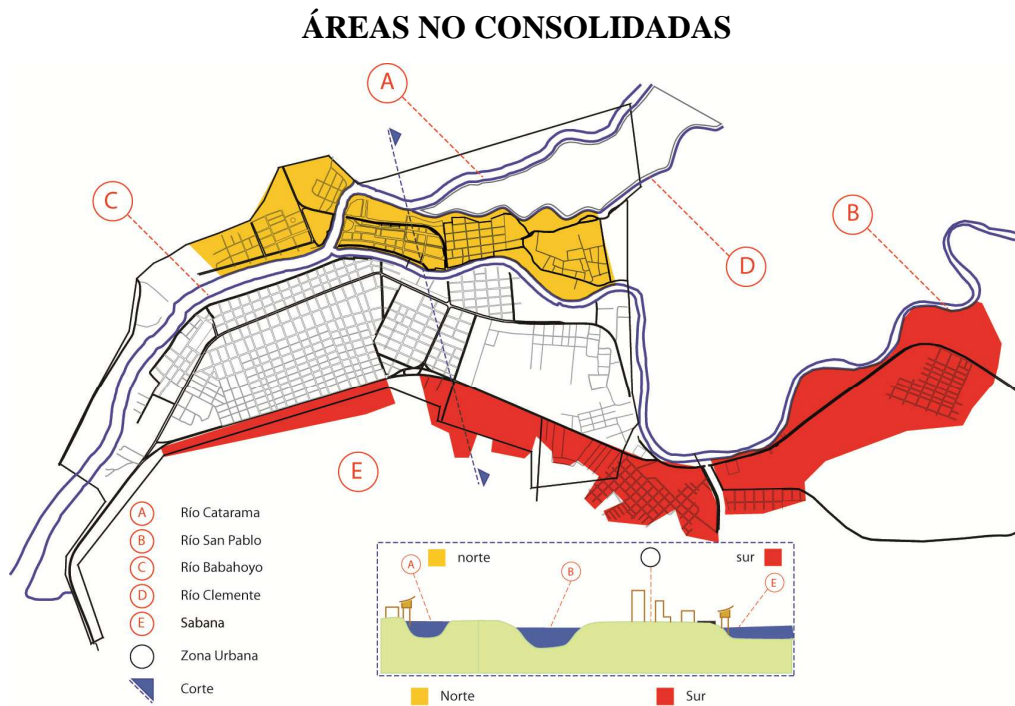 ÁREAS NO CONSOLIDADAS
A
C
B
D
E
A Río Catarama
B Río San Pablo
C Río Babahoyo
D Río Clemente
E Sabana
Zona Urbana
Corte
norte
sur
A
B
E
Norte
Sur